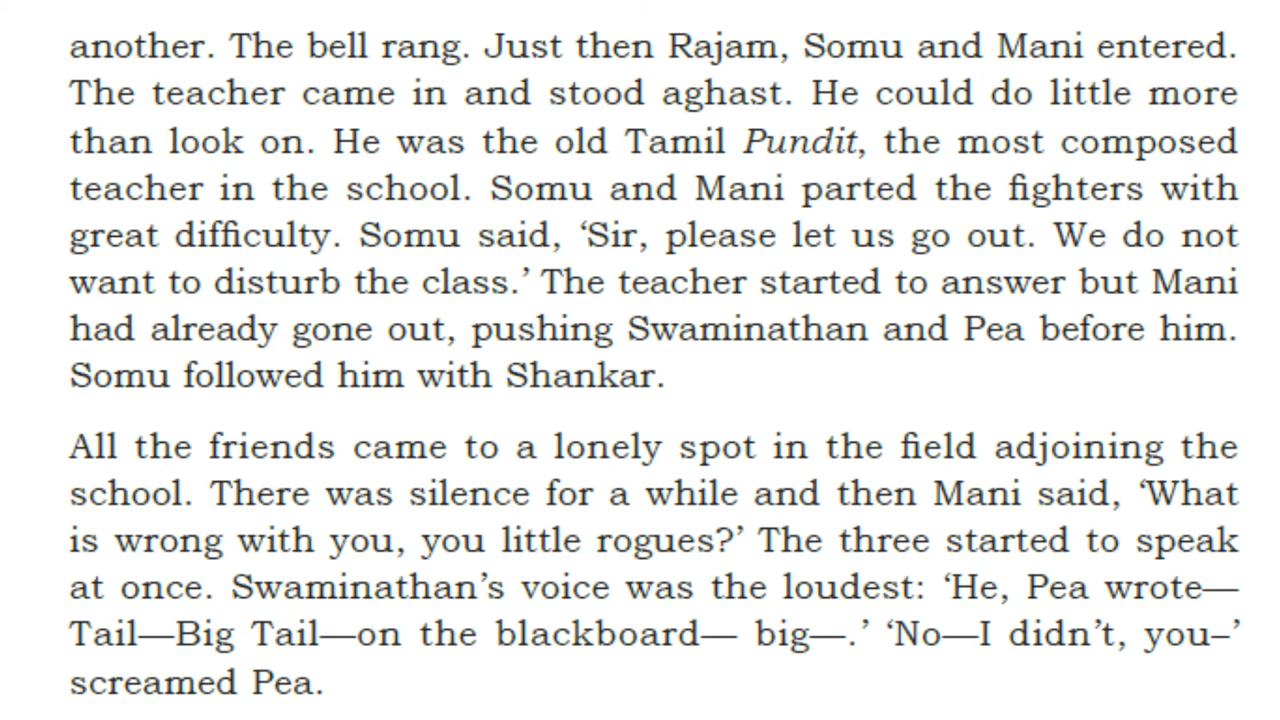 another. The bell rang. Just then Rajam, Somu and Mani entered.
The teacher came in and stood aghast. He could do little more
than look on. He was the old Tamil Pundit, the most composed
teacher in the school. Somu and Mani parted the fighters with
great difficulty. Somu said, ‘Sir, please let us go out. We do not
want to disturb the class.’ The teacher started to answer but Mani
had already gone out, pushing Swaminathan and Pea before him.
Somu followed him with Shankar.
All the friends came to a lonely spot in the field adjoining the
school. There was silence for a while and then Mani said, ‘What
is wrong with you, you little rogues?’ The three started to speak
at once. Swaminathan’s voice was the loudest: ‘He, Pea wrote—
Tail—Big Tail—on the blackboard— big—.’ ‘No—I didn’t, you–’
screamed Pea.